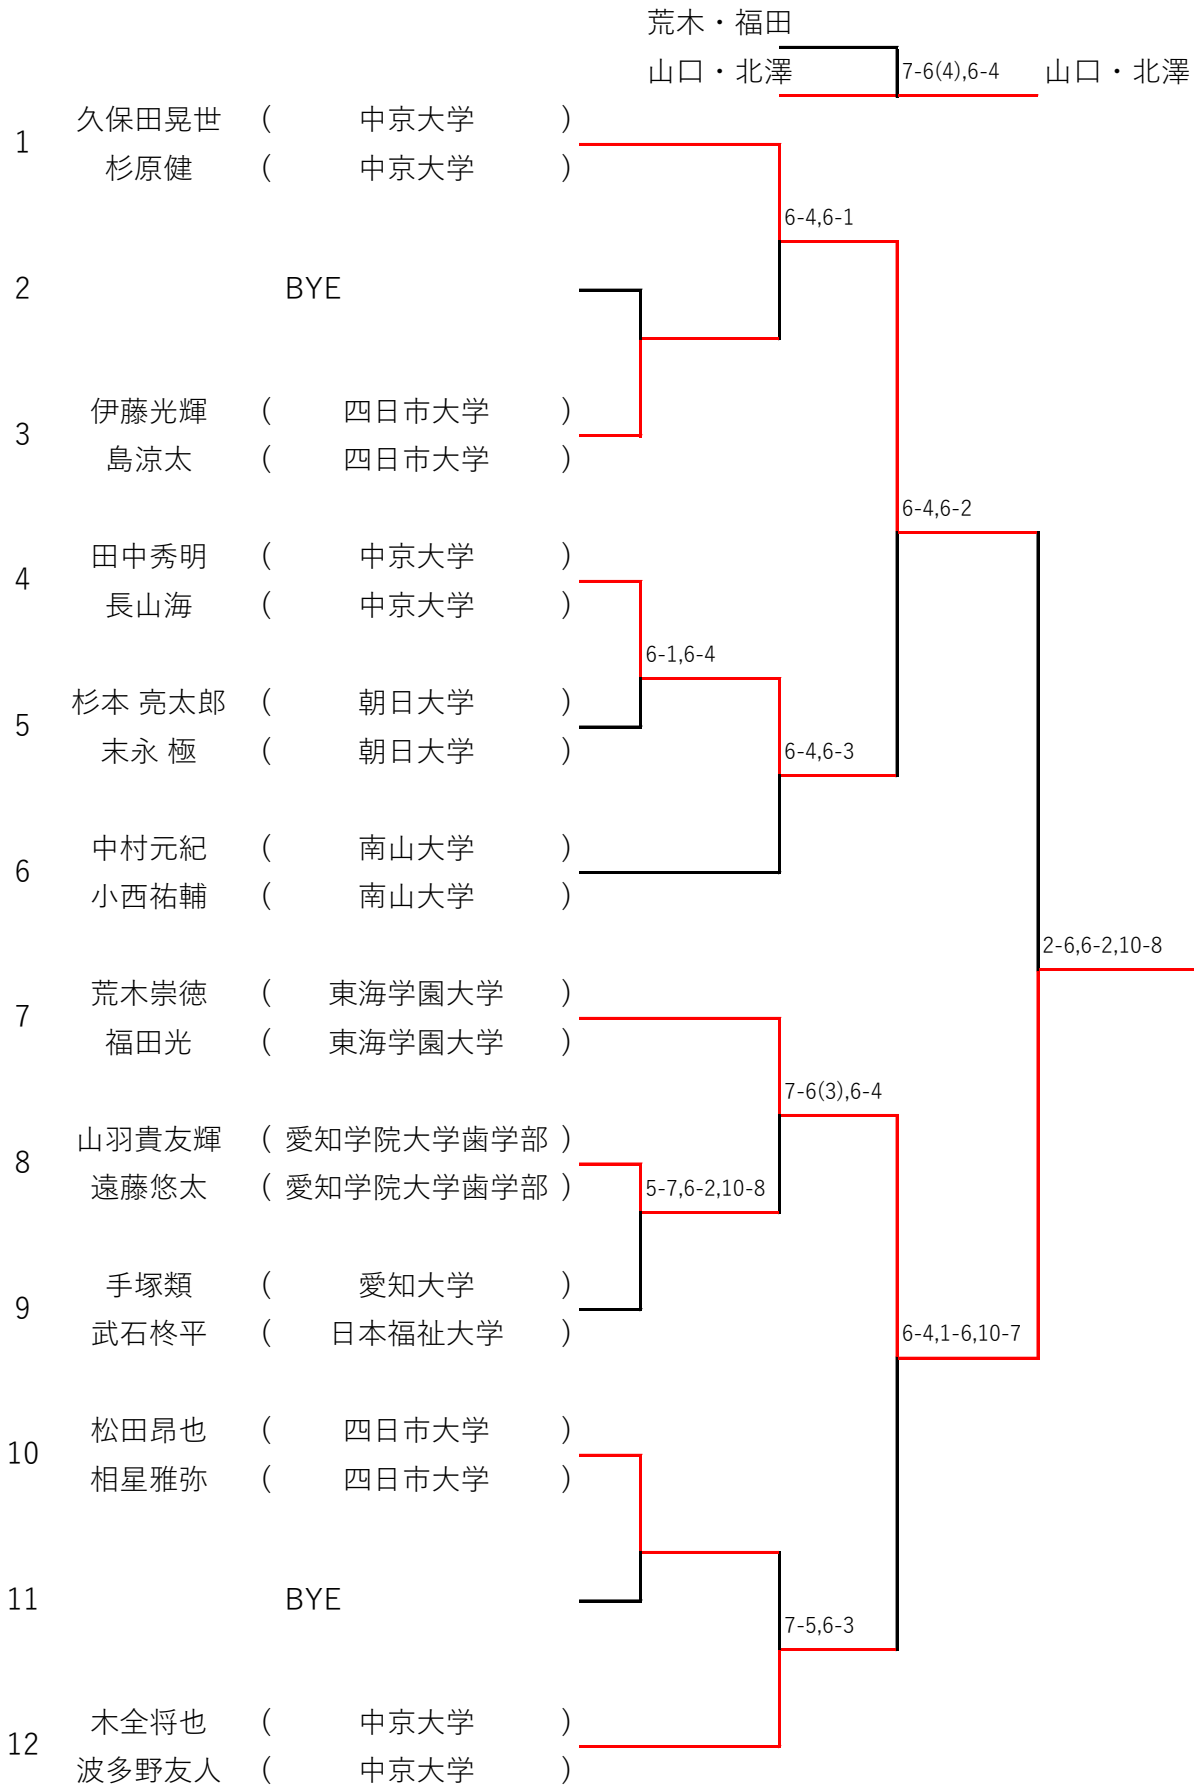 荒木・福田
山口・北澤 7-6(4),6-4 山口・北澤
久保田晃世 ( 中京大学 )
1
杉原健 ( 中京大学 )
6-4,6-1
2 BYE
伊藤光輝 ( 四日市大学 )
3
島涼太 ( 四日市大学 )
6-4,6-2
田中秀明 ( 中京大学 )
4
長山海 ( 中京大学 )
6-1,6-4
杉本 亮太郎 ( 朝日大学 )
5
末永 極 ( 朝日大学 ) 6-4,6-3
中村元紀 ( 南山大学 )
6
小西祐輔 ( 南山大学 )
2-6,6-2,10-8
荒木崇徳 ( 東海学園大学 )
7
福田光 ( 東海学園大学 )
7-6(3),6-4
山羽貴友輝 ( 愛知学院大学歯学部 )
8
遠藤悠太 ( 愛知学院大学歯学部 ) 5-7,6-2,10-8
手塚類 ( 愛知大学 )
9
武石柊平 ( 日本福祉大学 ) 6-4,1-6,10-7
松田昂也 ( 四日市大学 )
10
相星雅弥 ( 四日市大学 )
11 BYE
7-5,6-3
木全将也 ( 中京大学 )
12
波多野友人 ( 中京大学 )